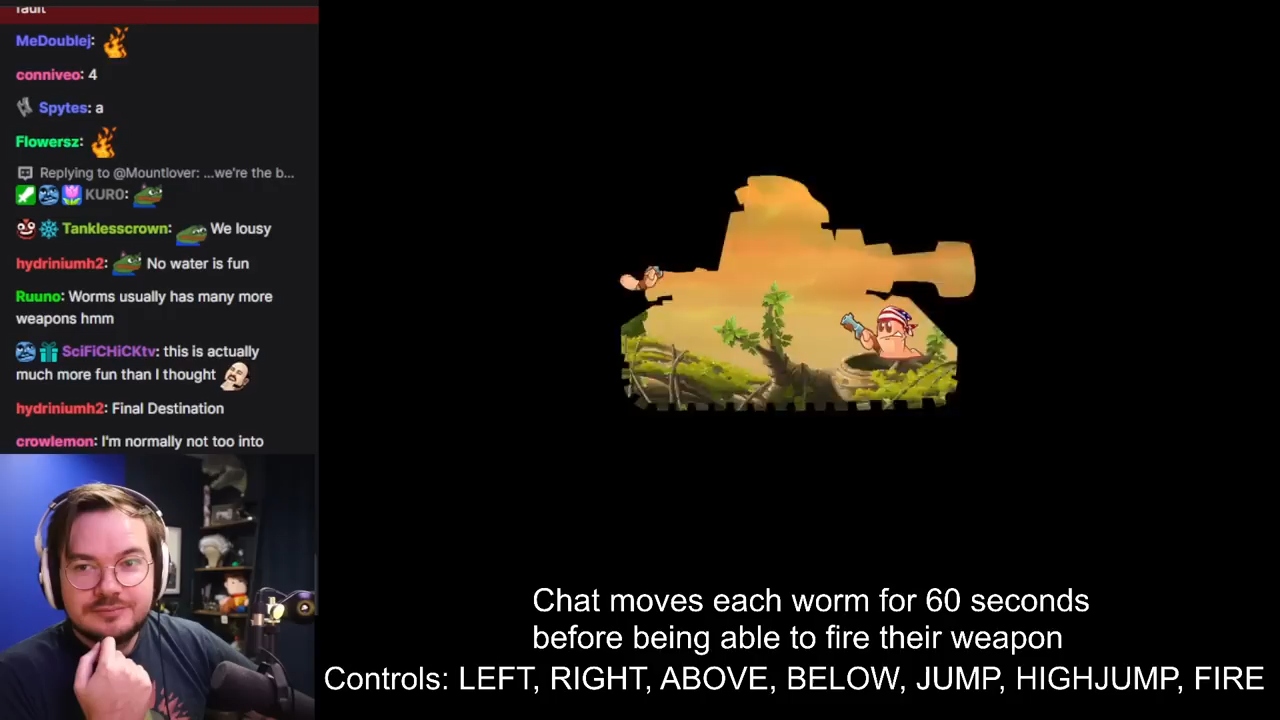 fault
MeDoublej:
conniveo: 4
Spytes: a
Flowersz:
Replying to @Mountlover: ...we're the b...
KUR0:
Tanklesscrown: We lousy
hydriniumh2: No water is fun
Ruuno: Worms usually has many more
weapons hmm
SciFiCHiCKtv: this is actually
much more fun than I thought
hydriniumh2: Final Destination
crowlemon: I'm normally not too into
Chat moves each worm for 60 seconds
before being able to fire their weapon
Controls: LEFT, RIGHT, ABOVE, BELOW, JUMP, HIGHJUMP, FIRE